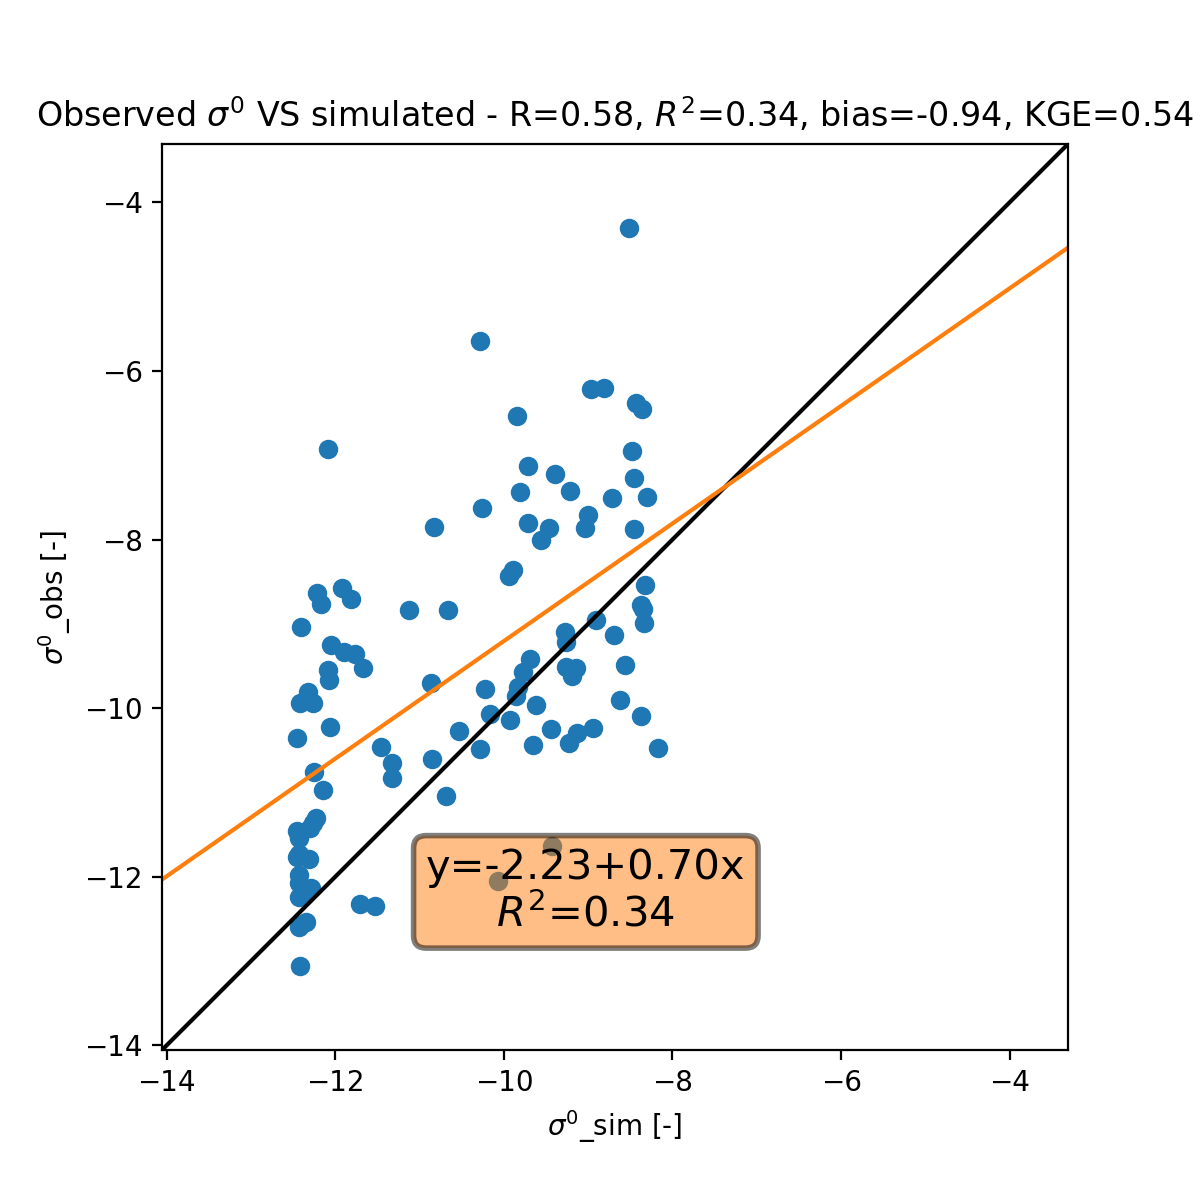 Observed σ⁰ VS simulated - R=0.58, R²=0.34, bias=-0.94, KGE=0.54
−4
−6
−8
−10
−12
−14
σ⁰_obs [-]
y=-2.23+0.70x
R²=0.34
−14 −12 −10 −8 −6 −4
σ⁰_sim [-]